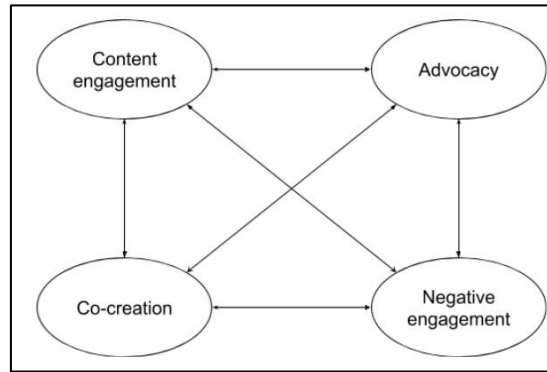 Content
engagement
Advocacy
Co-creation
Negative
engagement